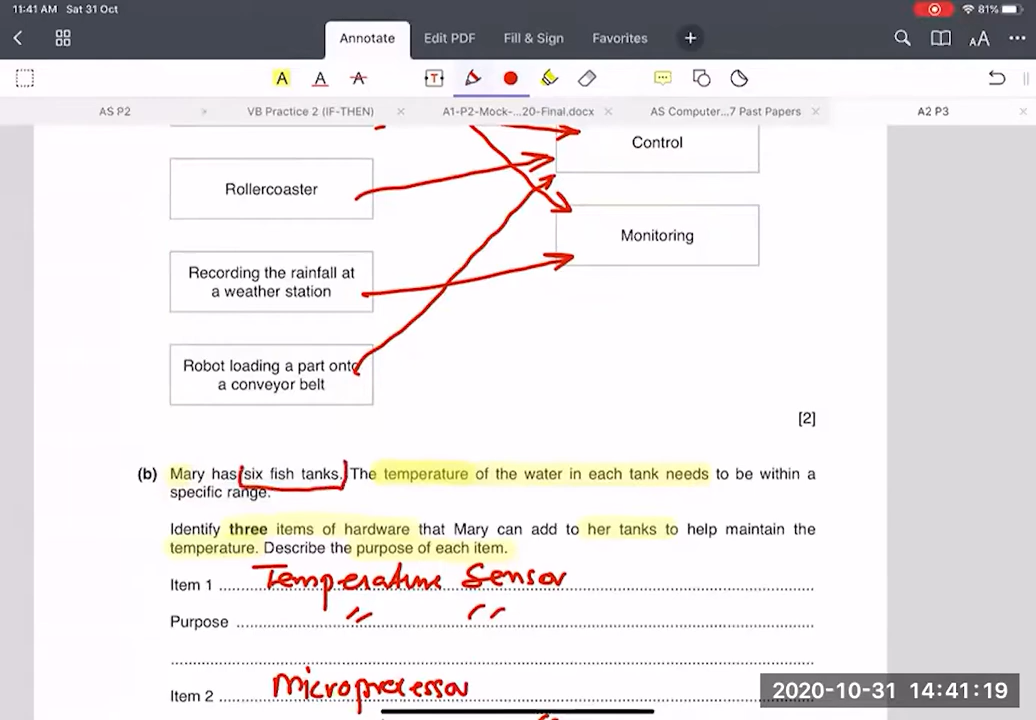 11:41 AM Sat 31 Oct
81%
Annotate Edit PDF Fill & Sign Favorites +
AA
A A A T
AS P2 VB Practice 2 (IF-THEN) A1-P2-Mock-...20-Final.docx AS Computer...7 Past Papers A2 P3
Control
Rollercoaster
Monitoring
Recording the rainfall at
a weather station
Robot loading a part onto
a conveyor belt
[2]
(b) Mary has six fish tanks. The temperature of the water in each tank needs to be within a
specific range.
Identify three items of hardware that Mary can add to her tanks to help maintain the
temperature. Describe the purpose of each item.
Item 1 Temperature Sensor
Purpose
Item 2 Microprocessor
2020-10-31 14:41:19